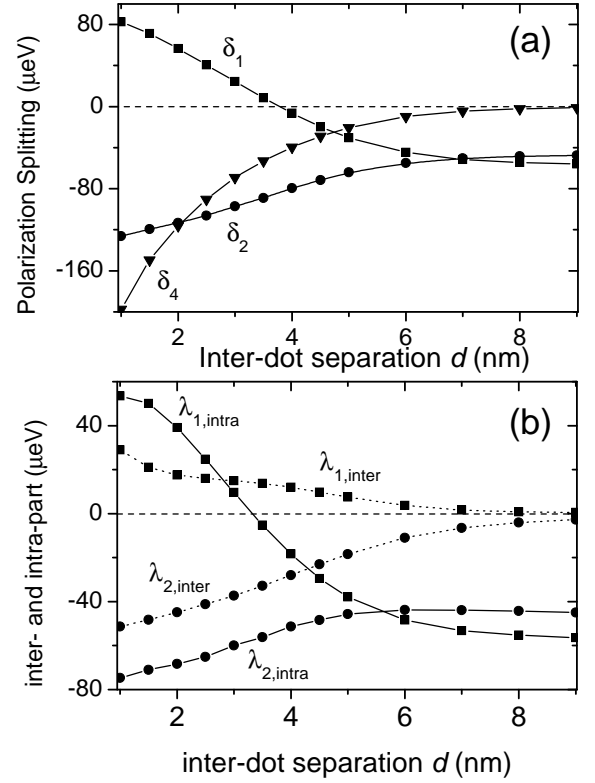 (a)
Polarization Splitting (μeV)
80
0
-80
-160
δ1
δ2
δ4
2 4 6 8
Inter-dot separation d (nm)
(b)
inter- and intra-part (μeV)
40
0
-40
-80
λ1,intra
λ1,inter
λ2,inter
λ2,intra
2 4 6 8
inter-dot separation d (nm)